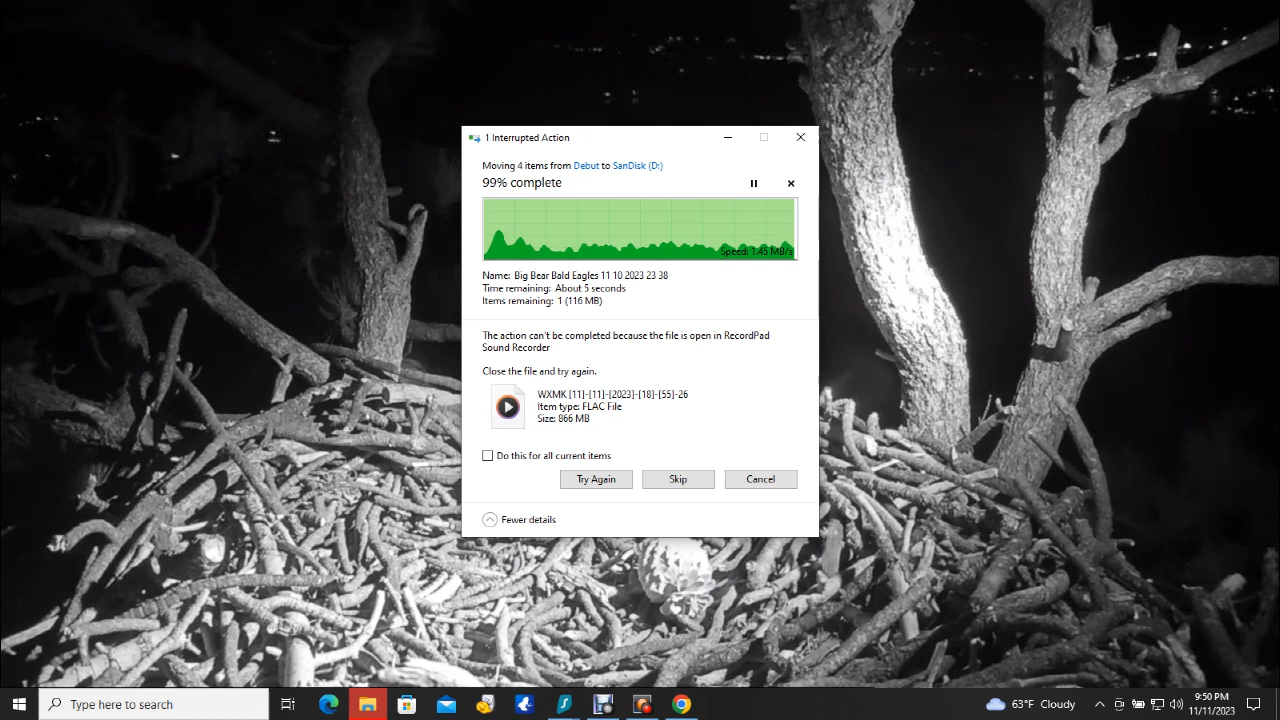 1 Interrupted Action
Moving 4 items from Debut to SanDisk (D:)
99% complete
Speed: 1.45 MB/s
Name: Big Bear Bald Eagles 11 10 2023 23 38
Time remaining: About 5 seconds
Items remaining: 1 (116 MB)
The action can't be completed because the file is open in RecordPad
Sound Recorder
Close the file and try again.
WXMK [11]-[11]-[2023]-[18]-[55]-26
Item type: FLAC File
Size: 866 MB
Do this for all current items
Try Again
Skip
Cancel
Fewer details
Type here to search
63°F Cloudy
9:50 PM
11/11/2023